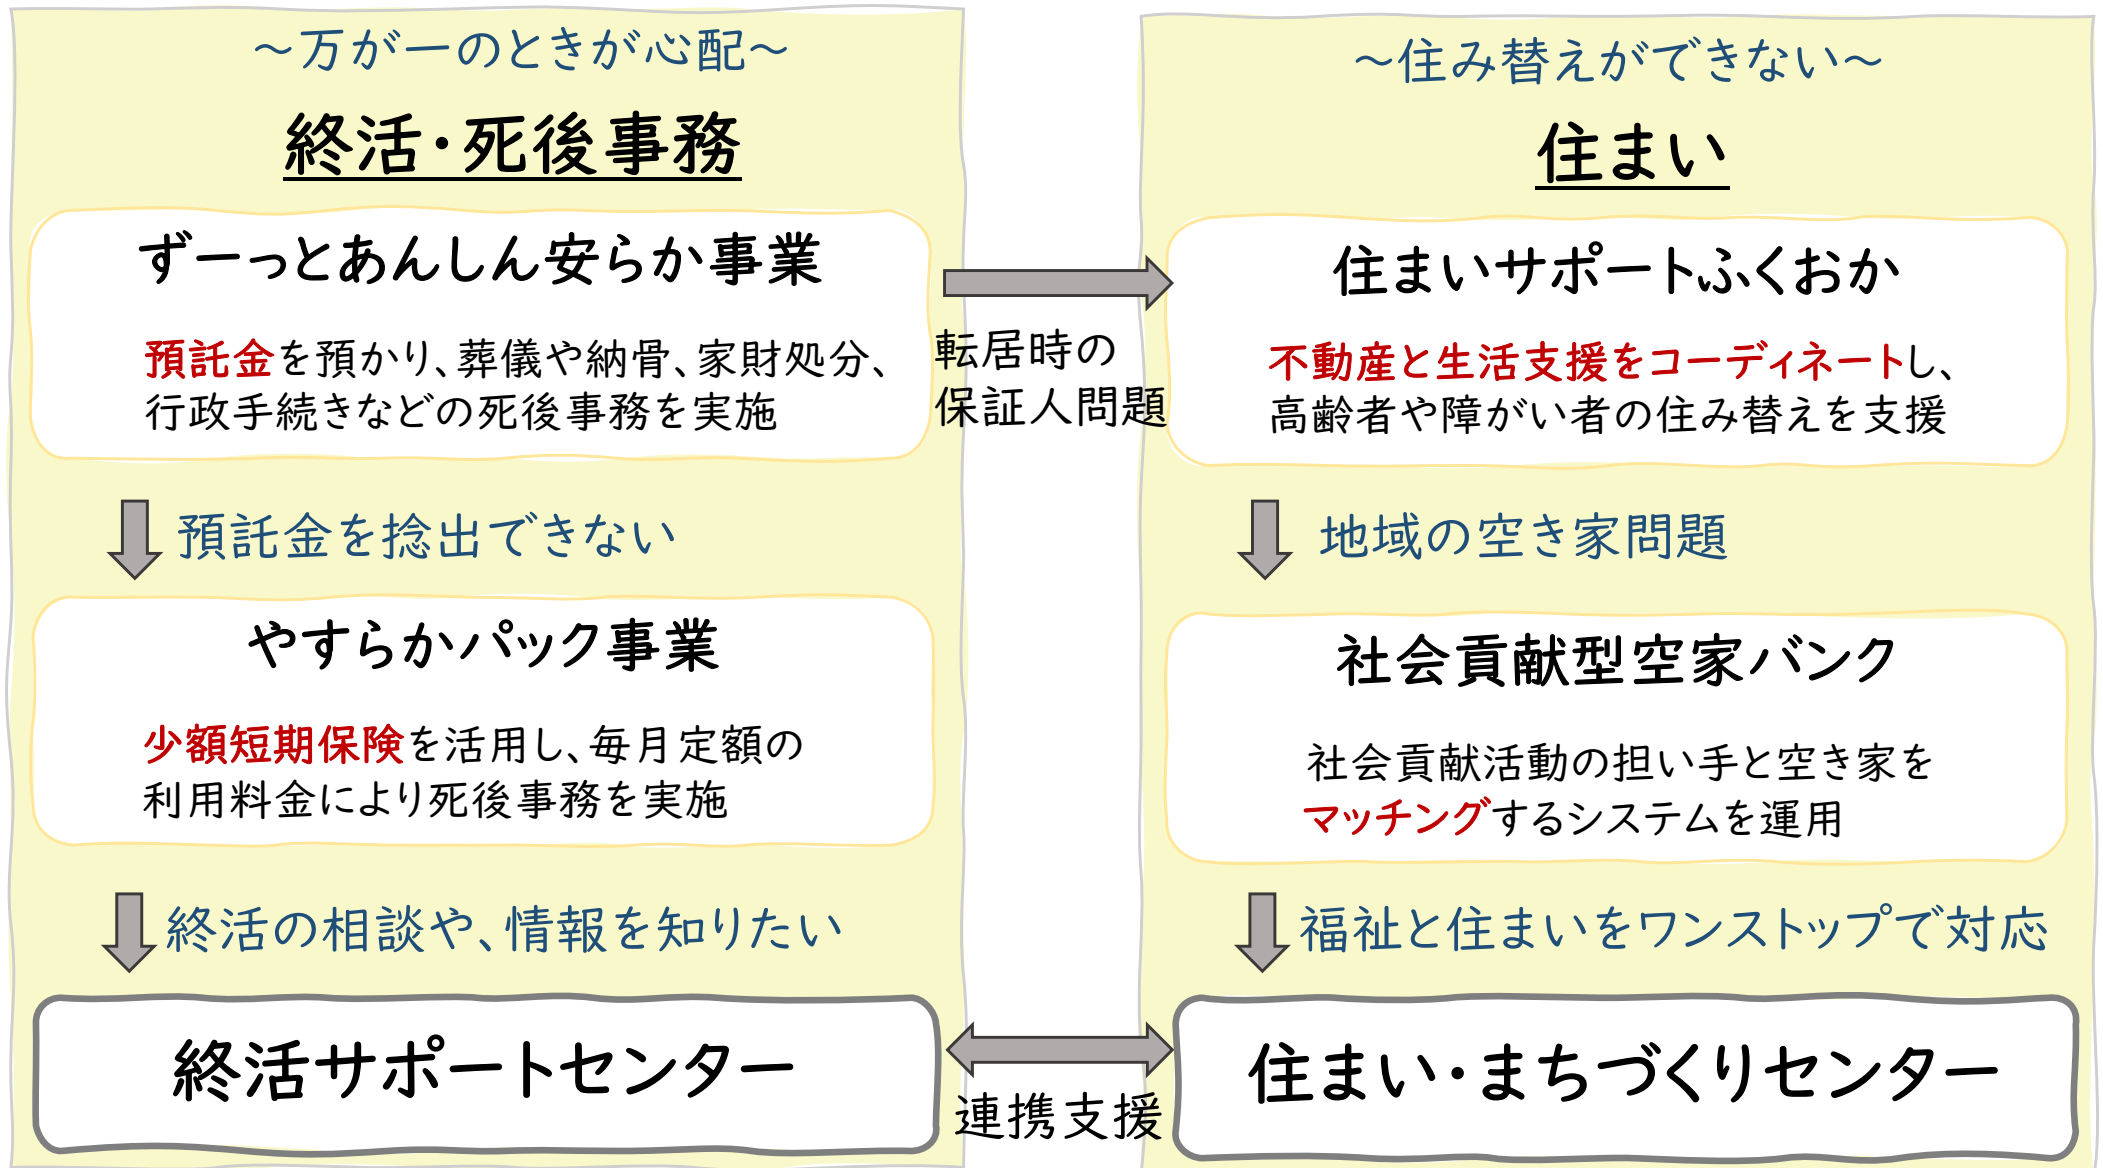 ～万が一のときが心配～
終活・死後事務
ずーっとあんしん安らか事業
預託金を預かり、葬儀や納骨、家財処分、
行政手続きなどの死後事務を実施
預託金を捻出できない
やすらかパック事業
少額短期保険を活用し、毎月定額の
利用料金により死後事務を実施
終活の相談や、情報を知りたい
終活サポートセンター
転居時の
保証人問題
連携支援
～住み替えができない～
住まい
住まいサポートふくおか
不動産と生活支援をコーディネートし、
高齢者や障がい者の住み替えを支援
地域の空き家問題
社会貢献型空家バンク
社会貢献活動の担い手と空き家を
マッチングするシステムを運用
福祉と住まいをワンストップで対応
住まい・まちづくりセンター